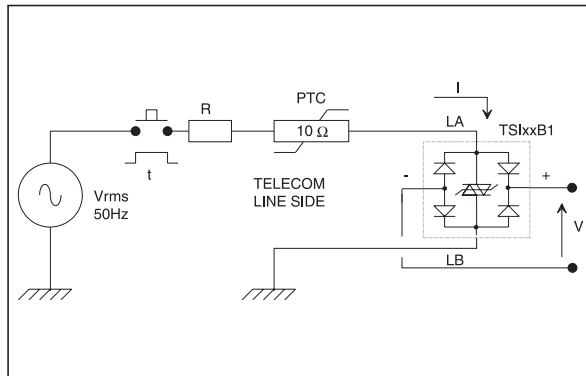 I
PTC
R
LA
TSIxxB1
10 Ω
-
+
t
Vrms
50Hz
TELECOM
LINE SIDE
V
LB